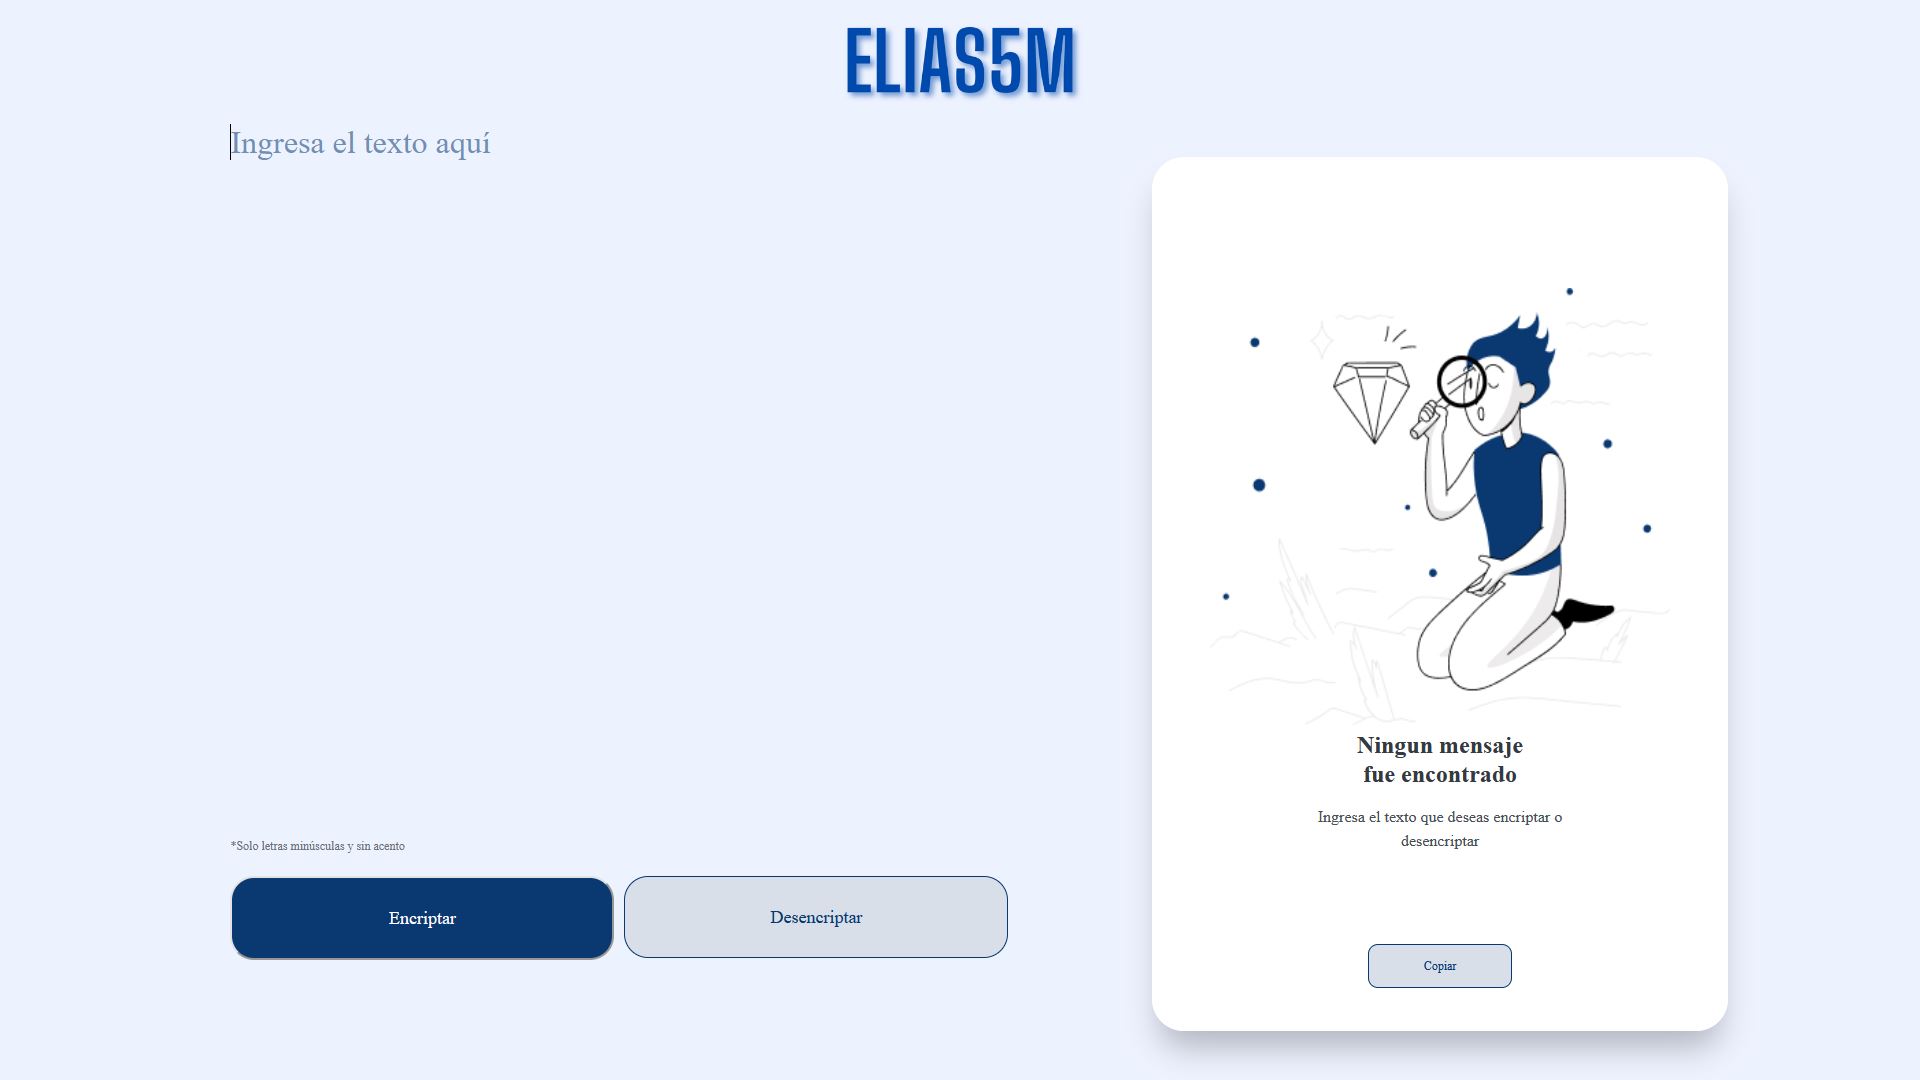 ELIAS5M
Ingresa el texto aquí
Ningun mensaje
fue encontrado
Ingresa el texto que deseas encriptar o
desencriptar
*Solo letras minúsculas y sin acento
Encriptar
Desencriptar
Copiar